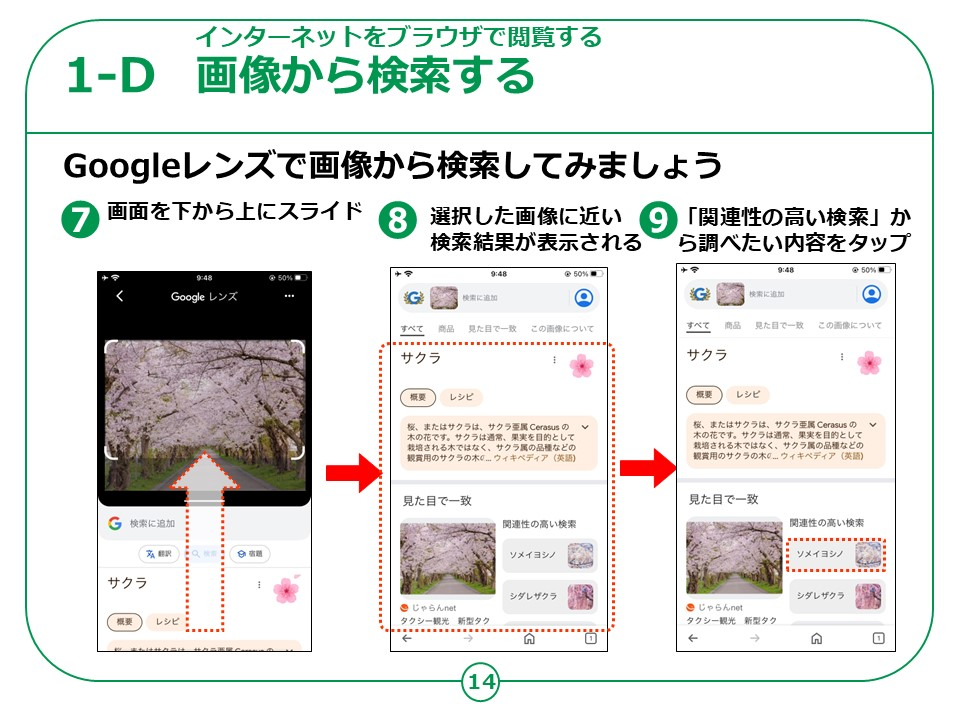 インターネットをブラウザで閲覧する
1-D 画像から検索する
Googleレンズで画像から検索してみましょう
❼ 画面を下から上にスライド
❽ 選択した画像に近い
検索結果が表示される
❾ 「関連性の高い検索」か
ら調べたい内容をタップ
9:48 50%
Google レンズ
検索に追加
翻訳 検索 宿題
サクラ
概要 レシピ
桜、またはサクラは、サクラ亜属 Cerasus の
9:48 50%
検索に追加
すべて 商品 見た目で一致 この画像について
サクラ
概要 レシピ
桜、またはサクラは、サクラ亜属 Cerasus の
木の花です。サクラは通常、果実を目的として
栽培される木ではなく、サクラ属の品種などの
観賞用のサクラの木の... ウィキペディア（英語）
見た目で一致
関連性の高い検索
ソメイヨシノ
シダレザクラ
じゃらんnet
タクシー観光 新型タク
1
9:48 50%
検索に追加
すべて 商品 見た目で一致 この画像について
サクラ
概要 レシピ
桜、またはサクラは、サクラ亜属 Cerasus の
木の花です。サクラは通常、果実を目的として
栽培される木ではなく、サクラ属の品種などの
観賞用のサクラの木の... ウィキペディア（英語）
見た目で一致
関連性の高い検索
ソメイヨシノ
シダレザクラ
じゃらんnet
タクシー観光 新型タク
1
14